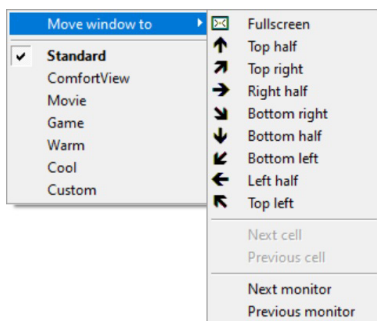 Move window to
Standard
ComfortView
Movie
Game
Warm
Cool
Custom
Fullscreen
Top half
Top right
Right half
Bottom right
Bottom half
Bottom left
Left half
Top left
Next cell
Previous cell
Next monitor
Previous monitor